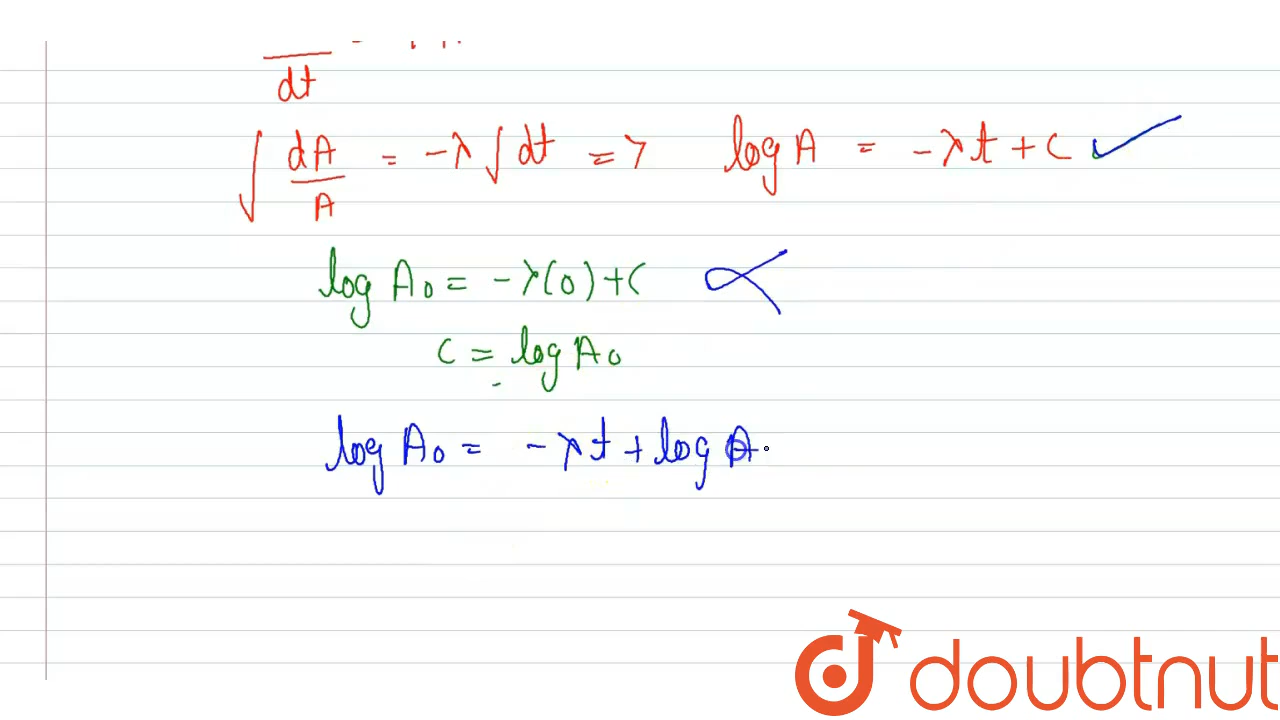 dt
∫ dA/A = -λ∫dt => log A = -λt + C ✓
log A₀ = -λ(0)+C
C = log A₀
log A₀ = -λt + log A
doubtnut